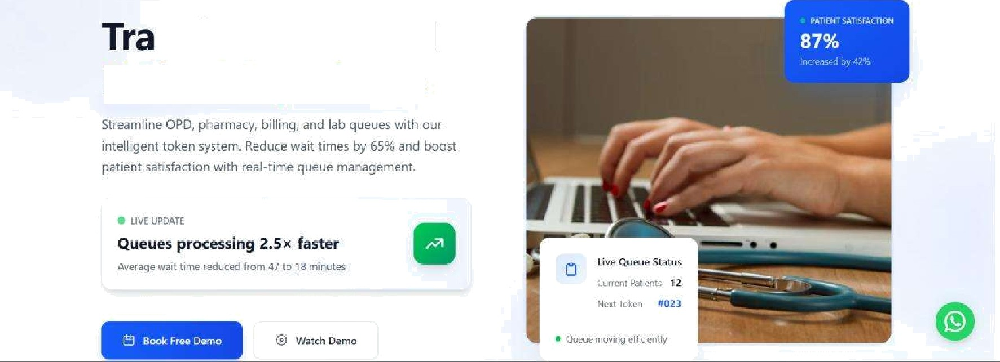 Tra
Streamline OPD, pharmacy, billing, and lab queues with our
intelligent token system. Reduce wait times by 65% and boost
patient satisfaction with real-time queue management.
LIVE UPDATE
Queues processing 2.5× faster
Average wait time reduced from 47 to 18 minutes
Book Free Demo
Watch Demo
PATIENT SATISFACTION
87%
Increased by 42%
Live Queue Status
Current Patients 12
Next Token #023
Queue moving efficiently